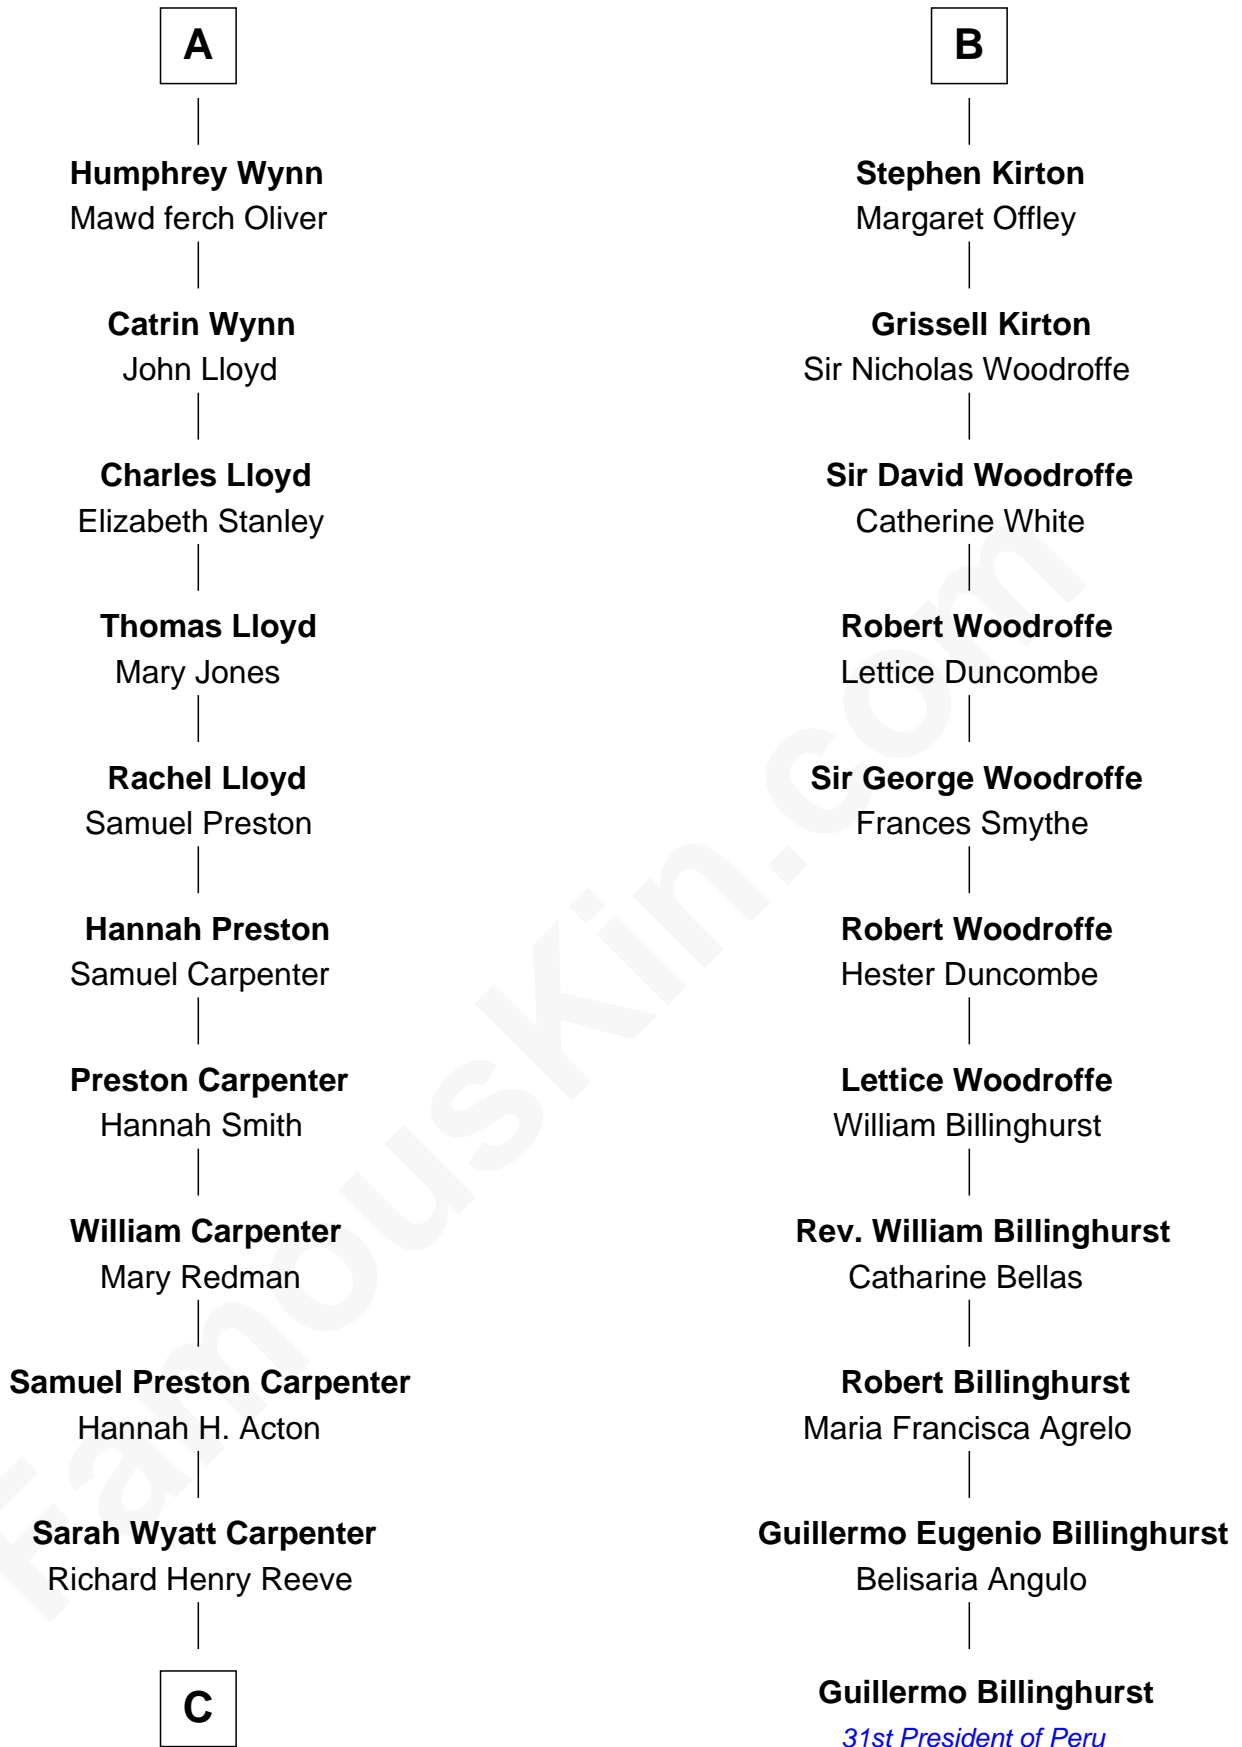 A
Humphrey Wynn
Mawd ferch Oliver
Catrin Wynn
John Lloyd
Charles Lloyd
Elizabeth Stanley
Thomas Lloyd
Mary Jones
Rachel Lloyd
Samuel Preston
Hannah Preston
Samuel Carpenter
Preston Carpenter
Hannah Smith
William Carpenter
Mary Redman
Samuel Preston Carpenter
Hannah H. Acton
Sarah Wyatt Carpenter
Richard Henry Reeve
C
B
Stephen Kirton
Margaret Offley
Grissell Kirton
Sir Nicholas Woodroffe
Sir David Woodroffe
Catherine White
Robert Woodroffe
Lettice Duncombe
Sir George Woodroffe
Frances Smythe
Robert Woodroffe
Hester Duncombe
Lettice Woodroffe
William Billinghurst
Rev. William Billinghurst
Catharine Bellas
Robert Billinghurst
Maria Francisca Agrelo
Guillermo Eugenio Billinghurst
Belisaria Angulo
Guillermo Billinghurst
31st President of Peru
FamousKin.com